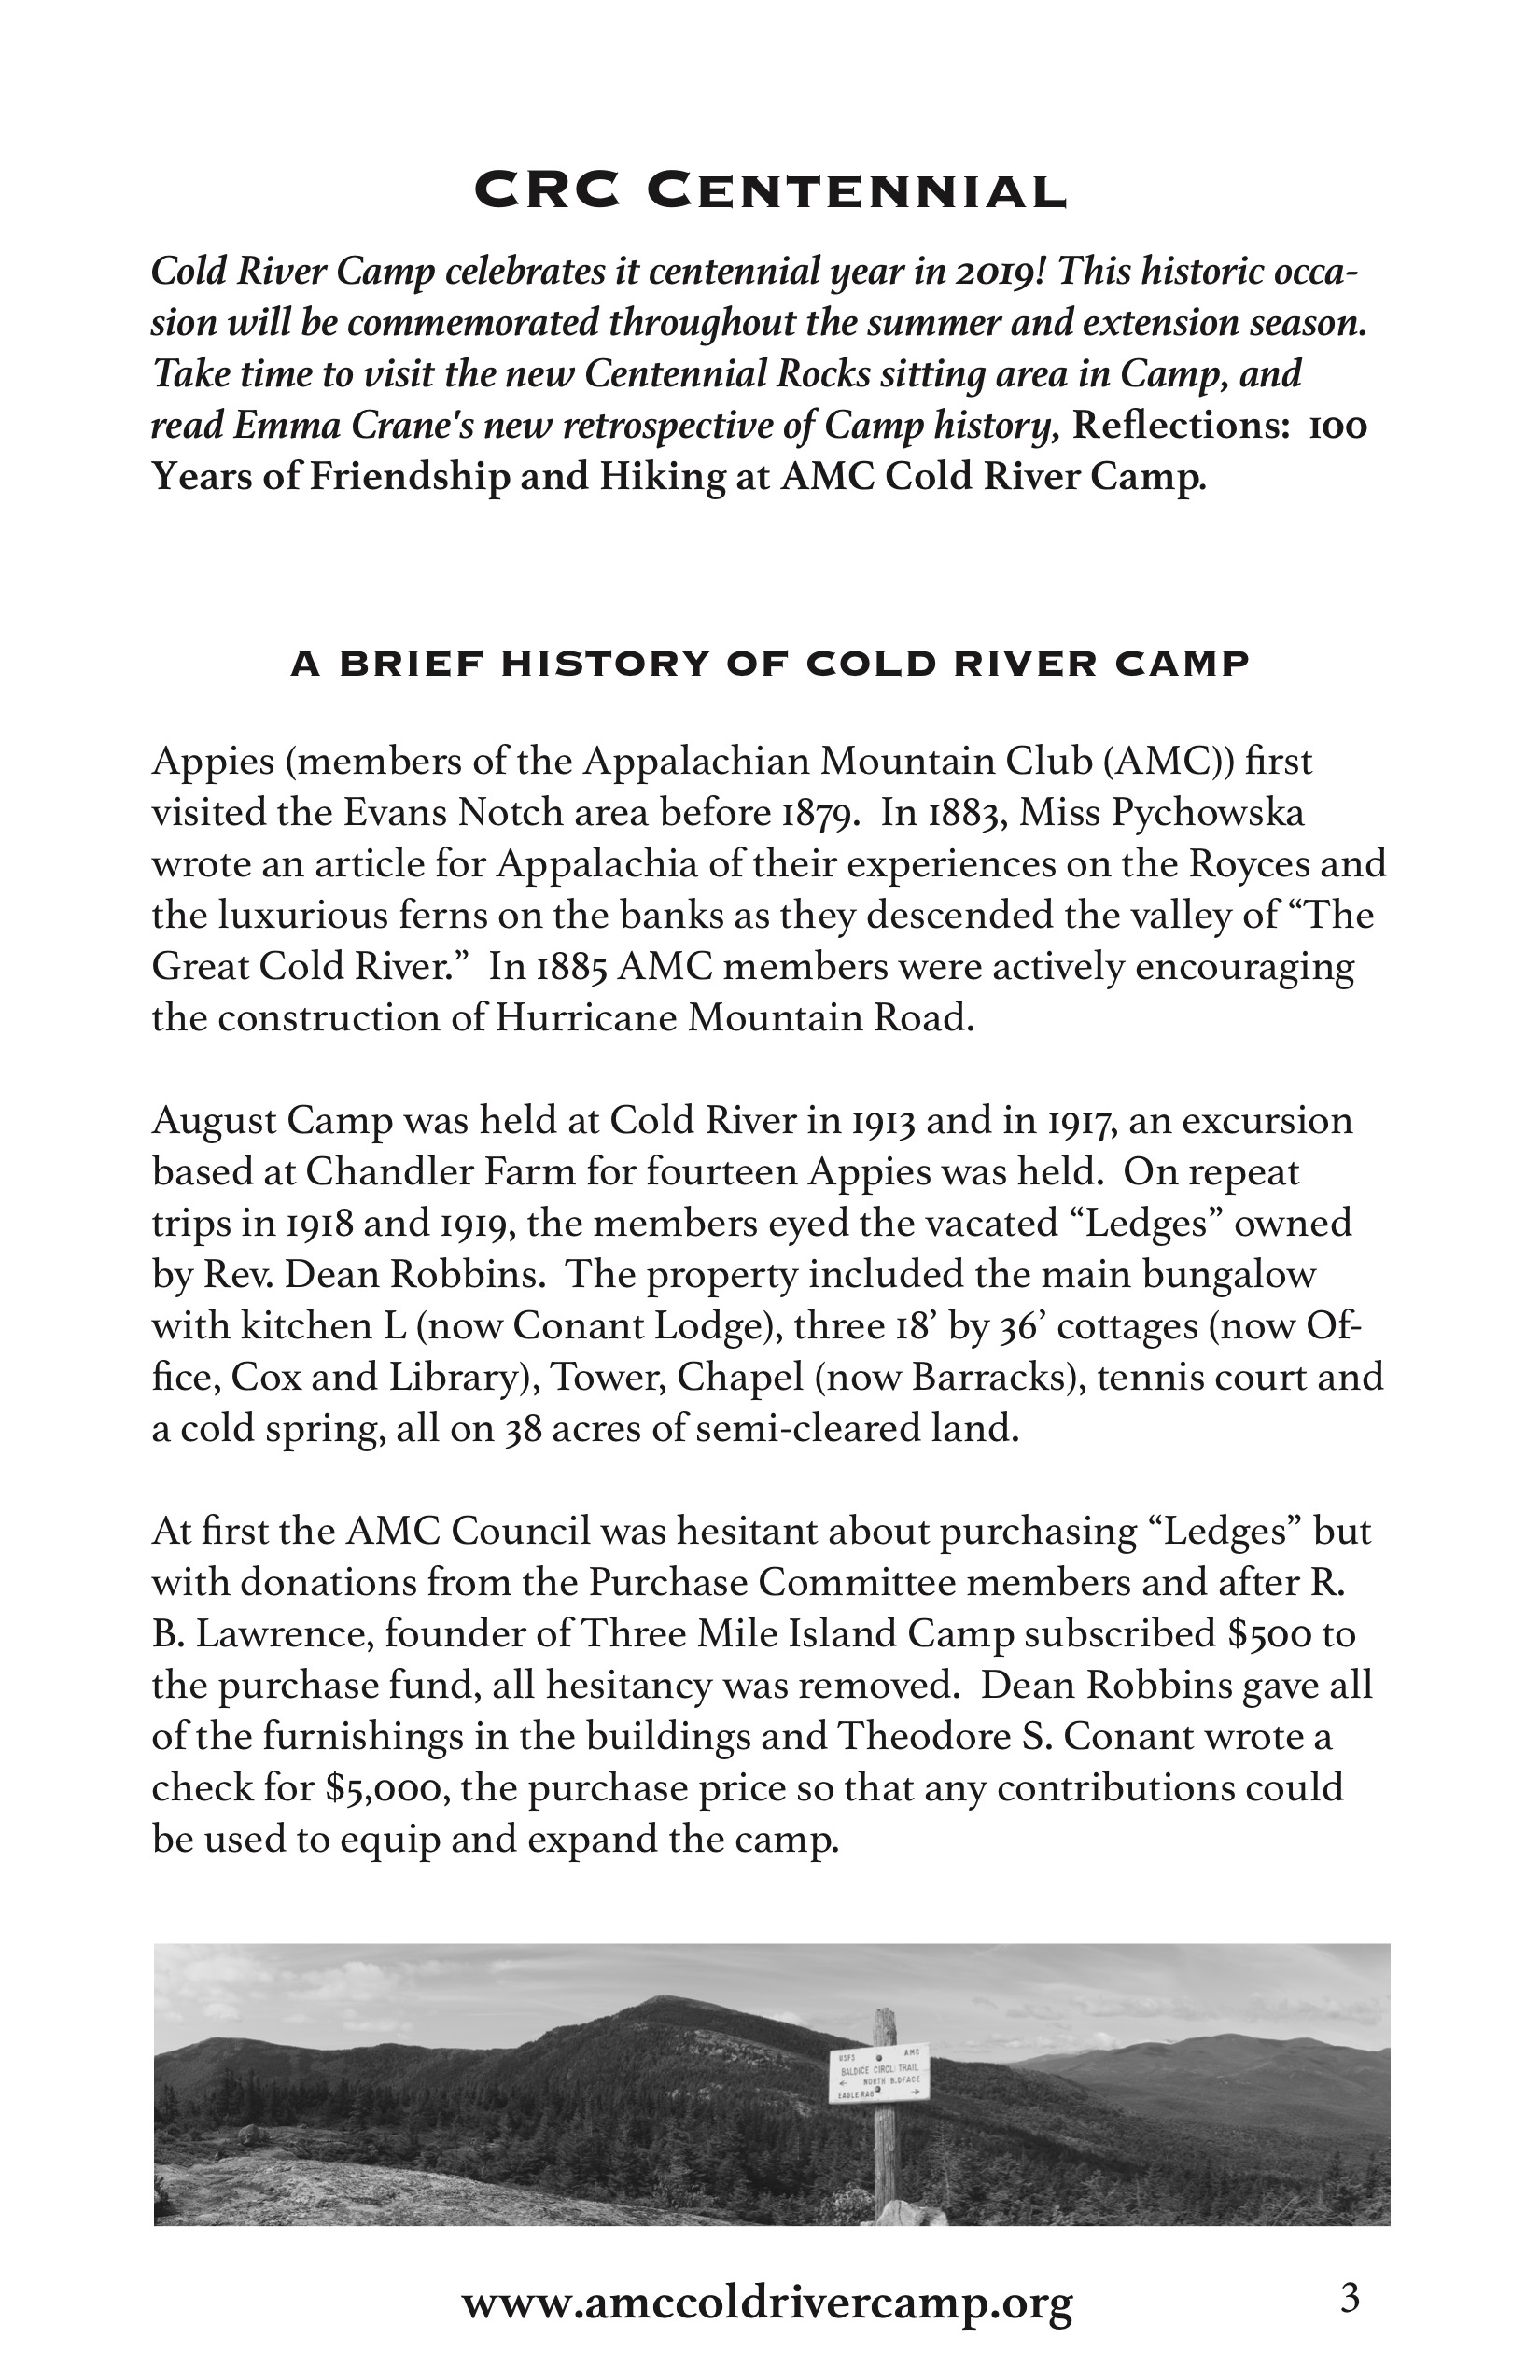 CRC Centennial
Cold River Camp celebrates it centennial year in 2019! This historic occa-
sion will be commemorated throughout the summer and extension season.
Take time to visit the new Centennial Rocks sitting area in Camp, and
read Emma Crane's new retrospective of Camp history, Reflections:  100
Years of Friendship and Hiking at AMC Cold River Camp.
A BRIEF HISTORY OF COLD RIVER CAMP
Appies (members of the Appalachian Mountain Club (AMC)) first
visited the Evans Notch area before 1879.  In 1883, Miss Pychowska
wrote an article for Appalachia of their experiences on the Royces and
the luxurious ferns on the banks as they descended the valley of “The
Great Cold River.”  In 1885 AMC members were actively encouraging
the construction of Hurricane Mountain Road.
August Camp was held at Cold River in 1913 and in 1917, an excursion
based at Chandler Farm for fourteen Appies was held.  On repeat
trips in 1918 and 1919, the members eyed the vacated “Ledges” owned
by Rev. Dean Robbins.  The property included the main bungalow
with kitchen L (now Conant Lodge), three 18’ by 36’ cottages (now Of-
fice, Cox and Library), Tower, Chapel (now Barracks), tennis court and
a cold spring, all on 38 acres of semi-cleared land.
At first the AMC Council was hesitant about purchasing “Ledges” but
with donations from the Purchase Committee members and after R.
B. Lawrence, founder of Three Mile Island Camp subscribed $500 to
the purchase fund, all hesitancy was removed.  Dean Robbins gave all
of the furnishings in the buildings and Theodore S. Conant wrote a
check for $5,000, the purchase price so that any contributions could
be used to equip and expand the camp.
USFS AMC
CIRCL TRAIL
← NORTH
→
www.amccoldrivercamp.org 3